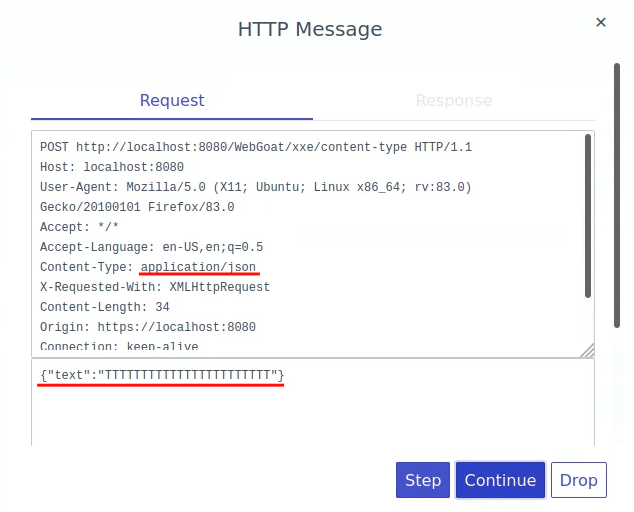 HTTP Message
×
Request
Response
POST http://localhost:8080/WebGoat/xxe/content-type HTTP/1.1
Host: localhost:8080
User-Agent: Mozilla/5.0 (X11; Ubuntu; Linux x86_64; rv:83.0)
Gecko/20100101 Firefox/83.0
Accept: */*
Accept-Language: en-US,en;q=0.5
Content-Type: application/json
X-Requested-With: XMLHttpRequest
Content-Length: 34
Origin: https://localhost:8080
Connection: keep-alive
{"text":"TTTTTTTTTTTTTTTTTTTTTTT"}
Step
Continue
Drop